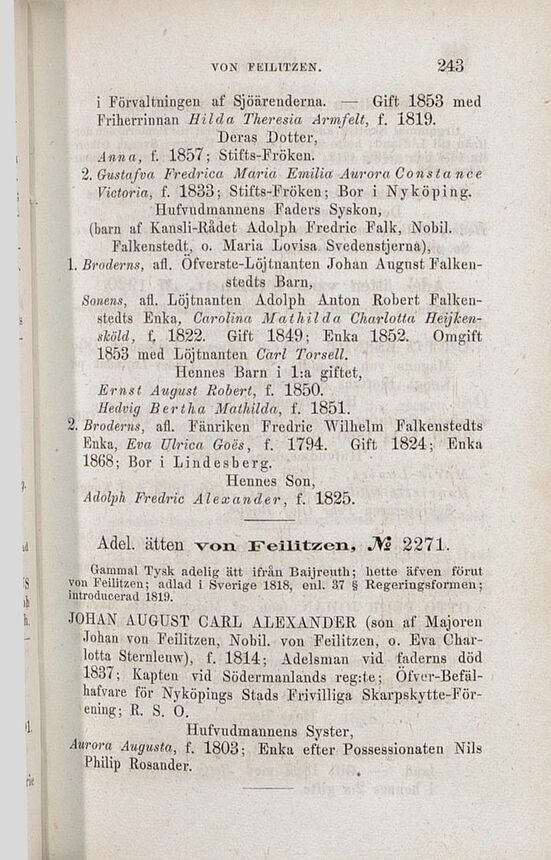 VON FEILITZEN. 243
i Förvaltningen af Sjöärenderna. — Gift 1853 med
Friherrinnan Hilda Theresia Armfelt, f. 1819.
Deras Dotter,
Anna, f. 1857; Stifts-Fröken.
2. Gustafva Fredrica Maria Emilia Aurora Constance
Victoria, f. 1833; Stifts-Fröken; Bor i Nyköping.
Hufvudmannens Faders Syskon,
(barn af Kansli-Rådet Adolph Fredric Falk, Nobil.
Falkenstedt, o. Maria Lovisa Svedenstjerna),
1. Broderns, afl. Öfverste-Löjtnanten Johan August Falken-
stedts Barn,
Sonens, afl. Löjtnanten Adolph Anton Robert Falken-
stedts Enka, Carolina Mathilda Charlotta Heijken-
sköld, f. 1822. Gift 1849; Enka 1852. Omgift
1853 med Löjtnanten Carl Torsell.
Hennes Barn i 1:a giftet,
Ernst August Robert, f. 1850.
Hedvig Bertha Mathilda, f. 1851.
2. Broderns, afl. Fänriken Fredric Wilhelm Falkenstedts
Enka, Eva Ulrica Goës, f. 1794. Gift 1824; Enka
1868; Bor i Lindesberg.
Hennes Son,
Adolph Fredric Alexander, f. 1825.
Adel. ätten von Feilitzen, № 2271.
Gammal Tysk adelig ätt ifrån Baijreuth; hette äfven förut
von Feilitzen; adlad i Sverige 1818, enl. 37 § Regeringsformen;
introducerad 1819.
JOHAN AUGUST CARL ALEXANDER (son af Majoren
Johan von Feilitzen, Nobil. von Feilitzen, o. Eva Char-
lotta Sternleuw), f. 1814; Adelsman vid faderns död
1837; Kapten vid Södermanlands reg:te; Öfver-Befäl-
hafvare för Nyköpings Stads Frivilliga Skarpskytte-För-
ening; R. S. O.
Hufvudmannens Syster,
Aurora Augusta, f. 1803; Enka efter Possessionaten Nils
Philip Rosander.